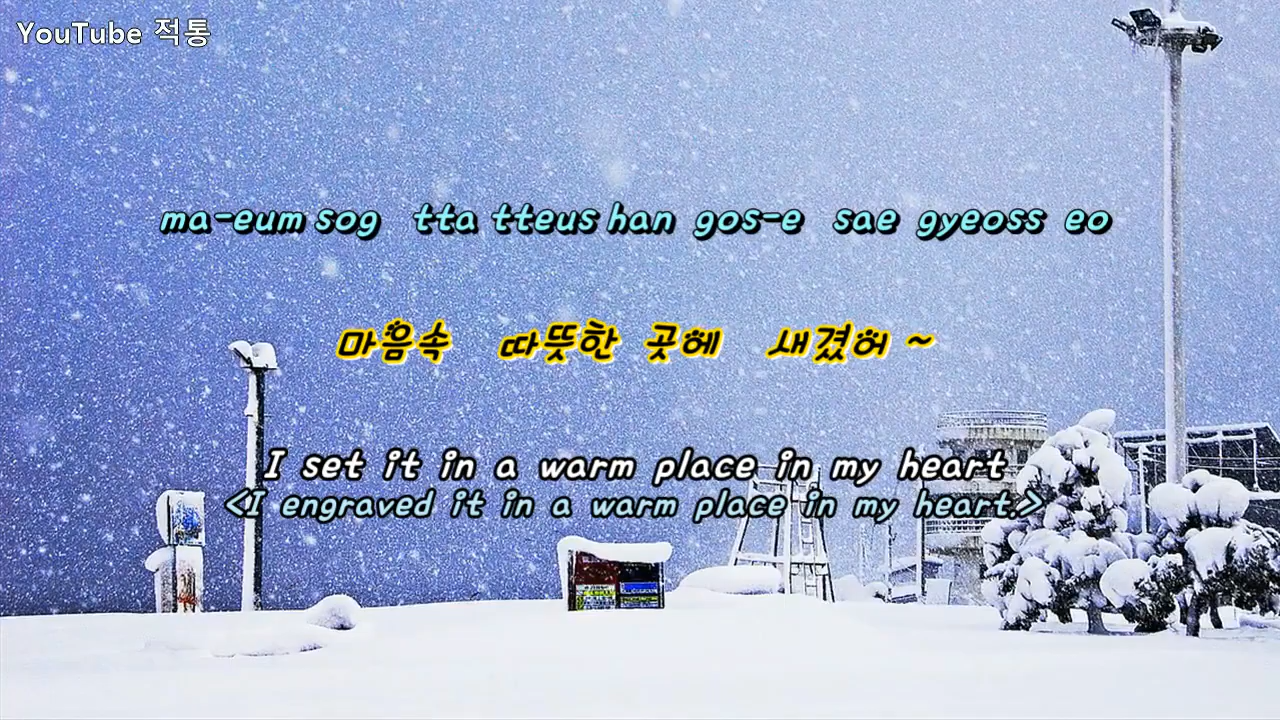 YouTube 적통
ma-eum sog tta tteus han gos-e sae gyeoss eo
마음속 따뜻한 곳에 새겼어 ~
I set it in a warm place in my heart
<I engraved it in a warm place in my heart.>